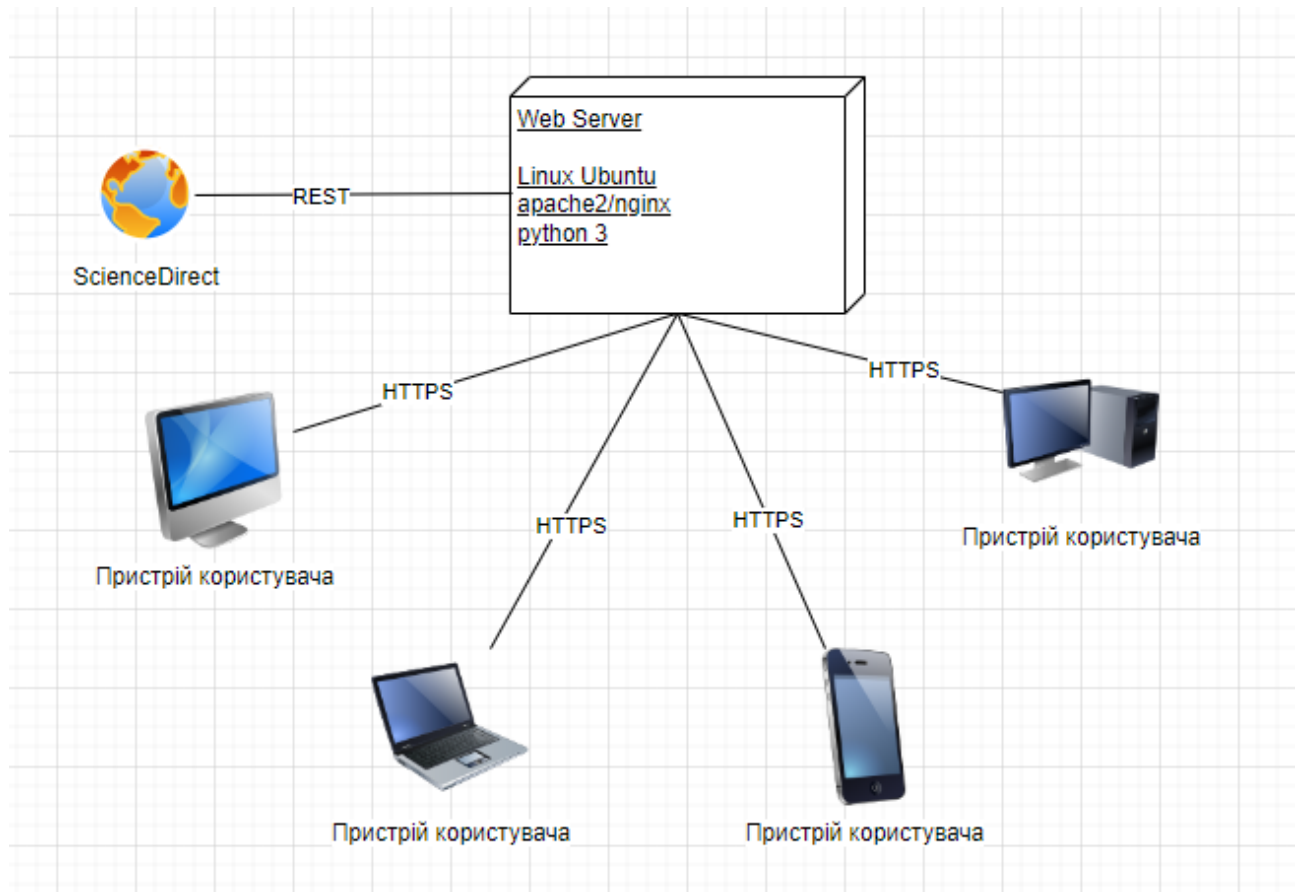 Web Server
Linux Ubuntu
apache2/nginx
python 3
REST
ScienceDirect
HTTPS
HTTPS
HTTPS
HTTPS
Пристрій користувача
Пристрій користувача
Пристрій користувача
Пристрій користувача